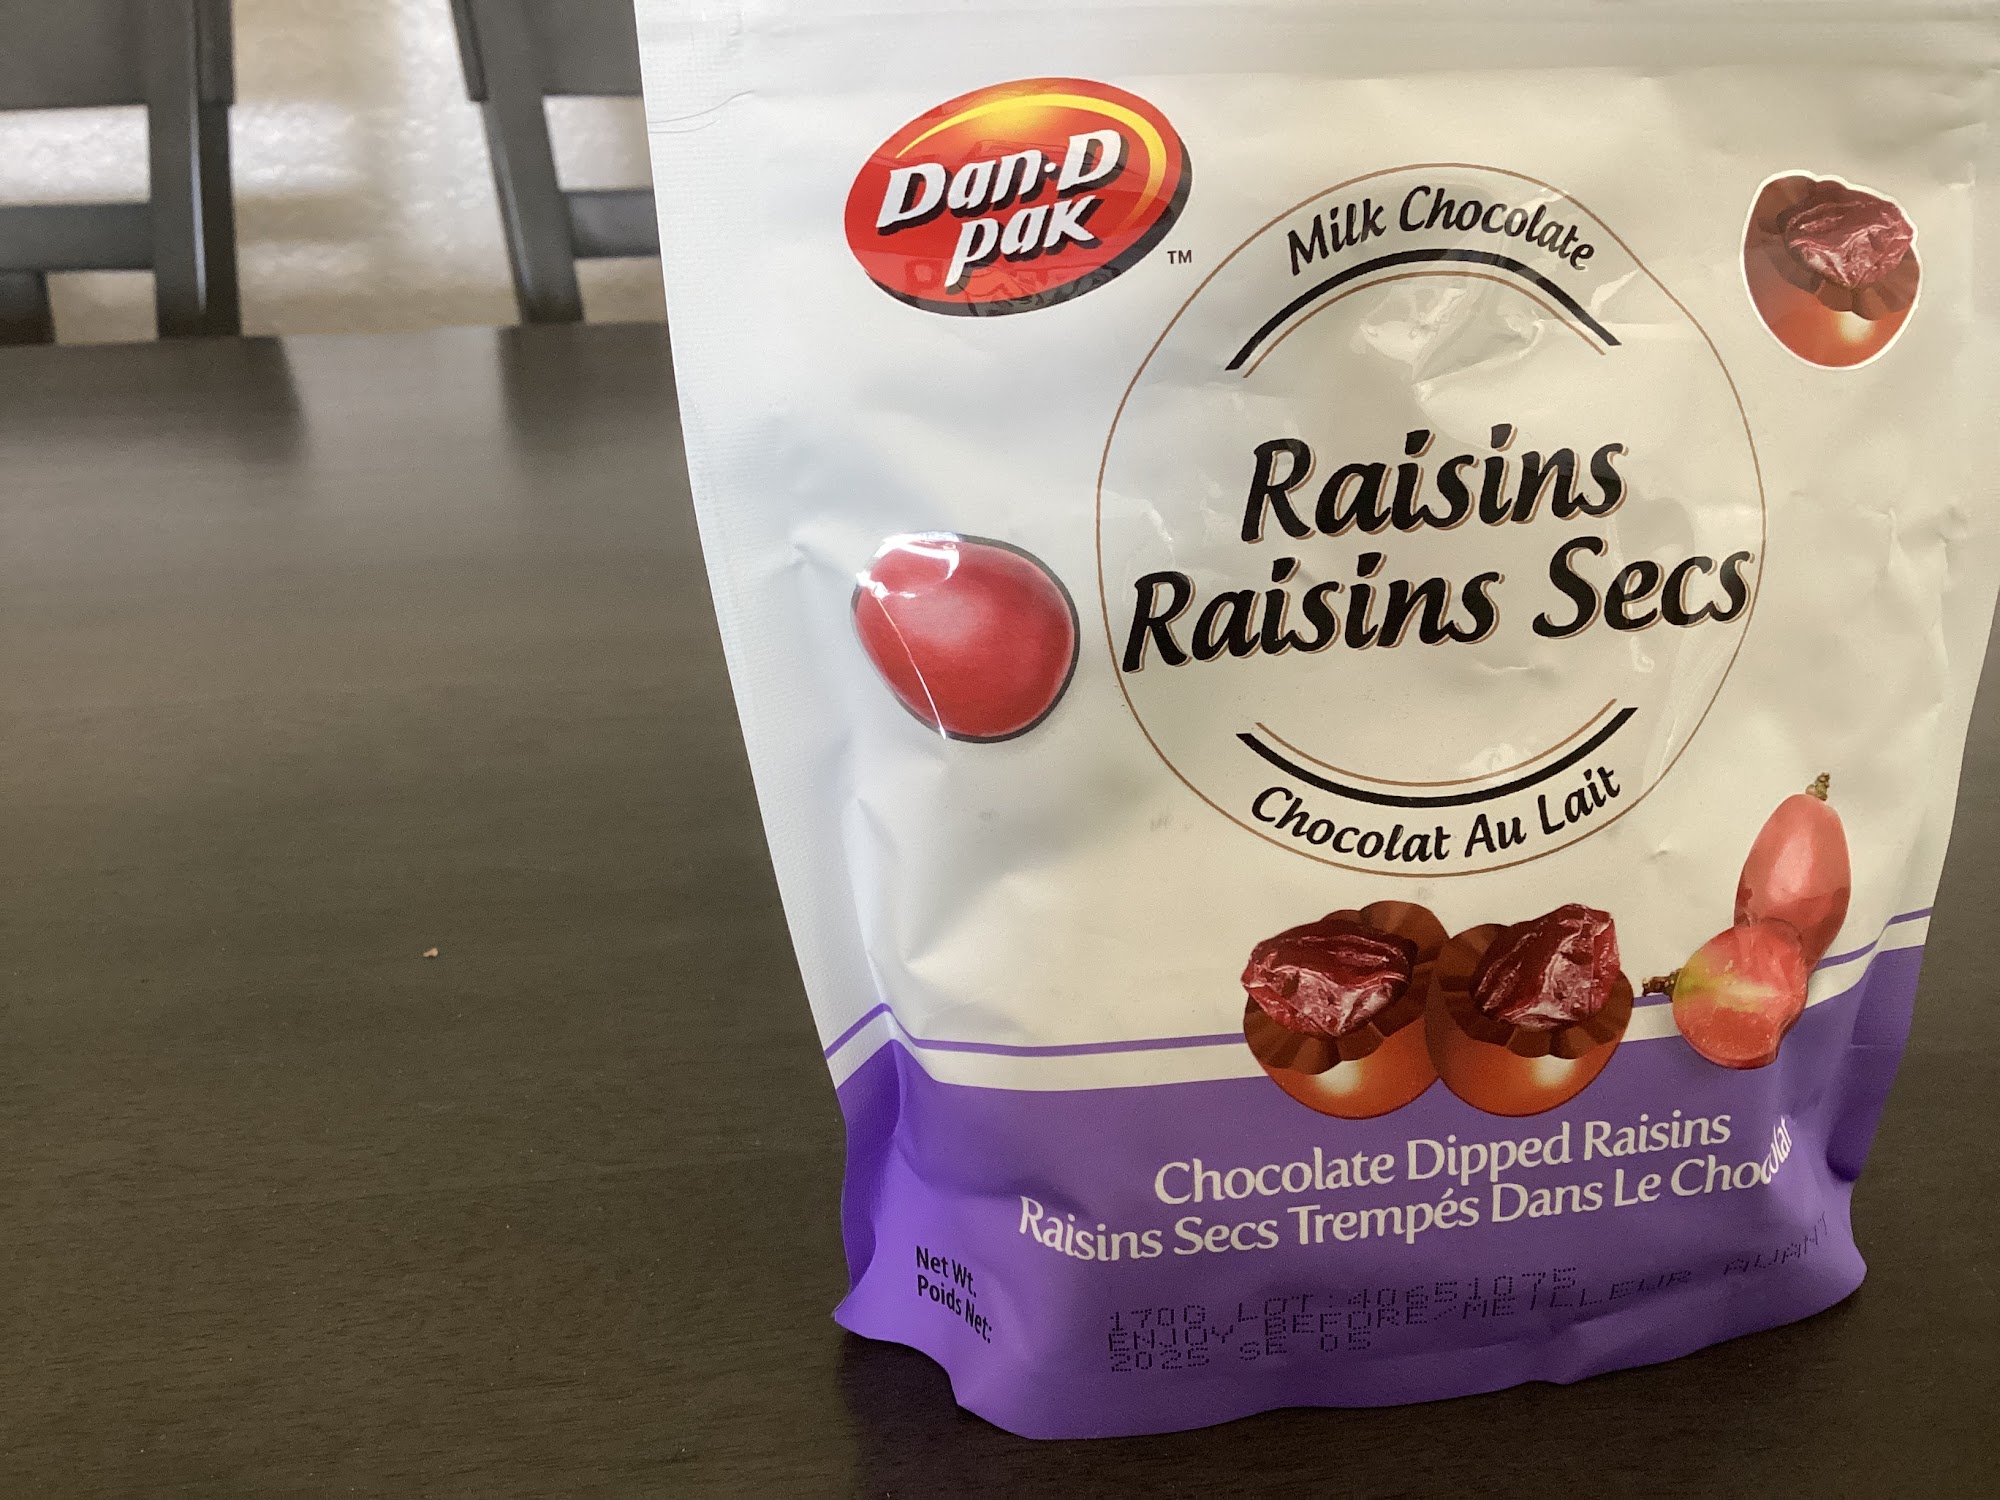 Dan·D
pak
TM
Milk Chocolate
Raisins
Raisins Secs
Chocolat Au Lait
Chocolate Dipped Raisins
Raisins Secs Trempés Dans Le Chocolat
Net Wt.
Poids Net:
170g LOT:40651075
ENJOY BEFORE/MEILLEUR AVANT
2025 SE 05